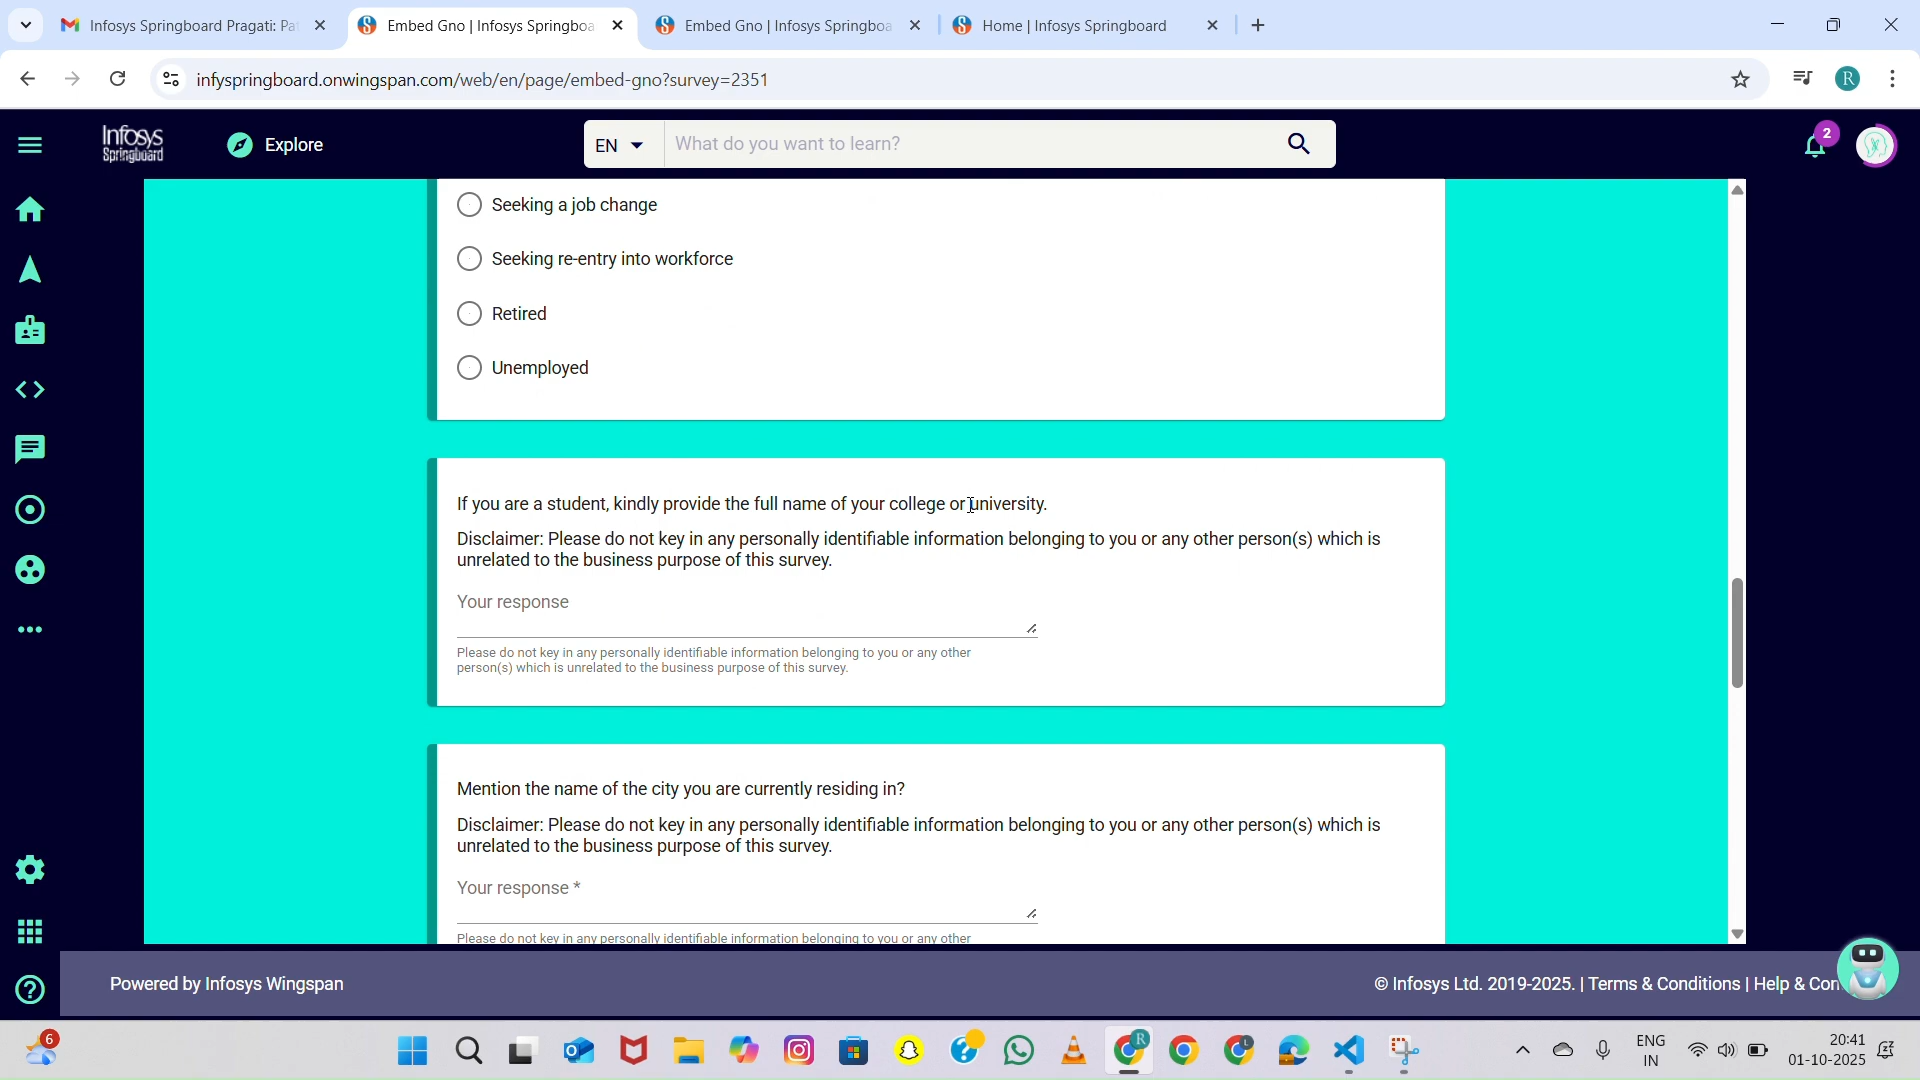 Infosys Springboard Pragati: Pa
Embed Gno | Infosys Springboa
Embed Gno | Infosys Springboa
Home | Infosys Springboard
infyspringboard.onwingspan.com/web/en/page/embed-gno?survey=2351
R
Infosys
Springboard
Explore
EN
What do you want to learn?
2
Seeking a job change
Seeking re-entry into workforce
Retired
Unemployed
If you are a student, kindly provide the full name of your college or university.
Disclaimer: Please do not key in any personally identifiable information belonging to you or any other person(s) which is
unrelated to the business purpose of this survey.
Your response
Please do not key in any personally identifiable information belonging to you or any other
person(s) which is unrelated to the business purpose of this survey.
Mention the name of the city you are currently residing in?
Disclaimer: Please do not key in any personally identifiable information belonging to you or any other person(s) which is
unrelated to the business purpose of this survey.
Your response *
Please do not key in any personally identifiable information belonging to you or any other
Powered by Infosys Wingspan
© Infosys Ltd. 2019-2025. | Terms & Conditions | Help & Con
6
R
L
ENG
IN
20:41
01-10-2025